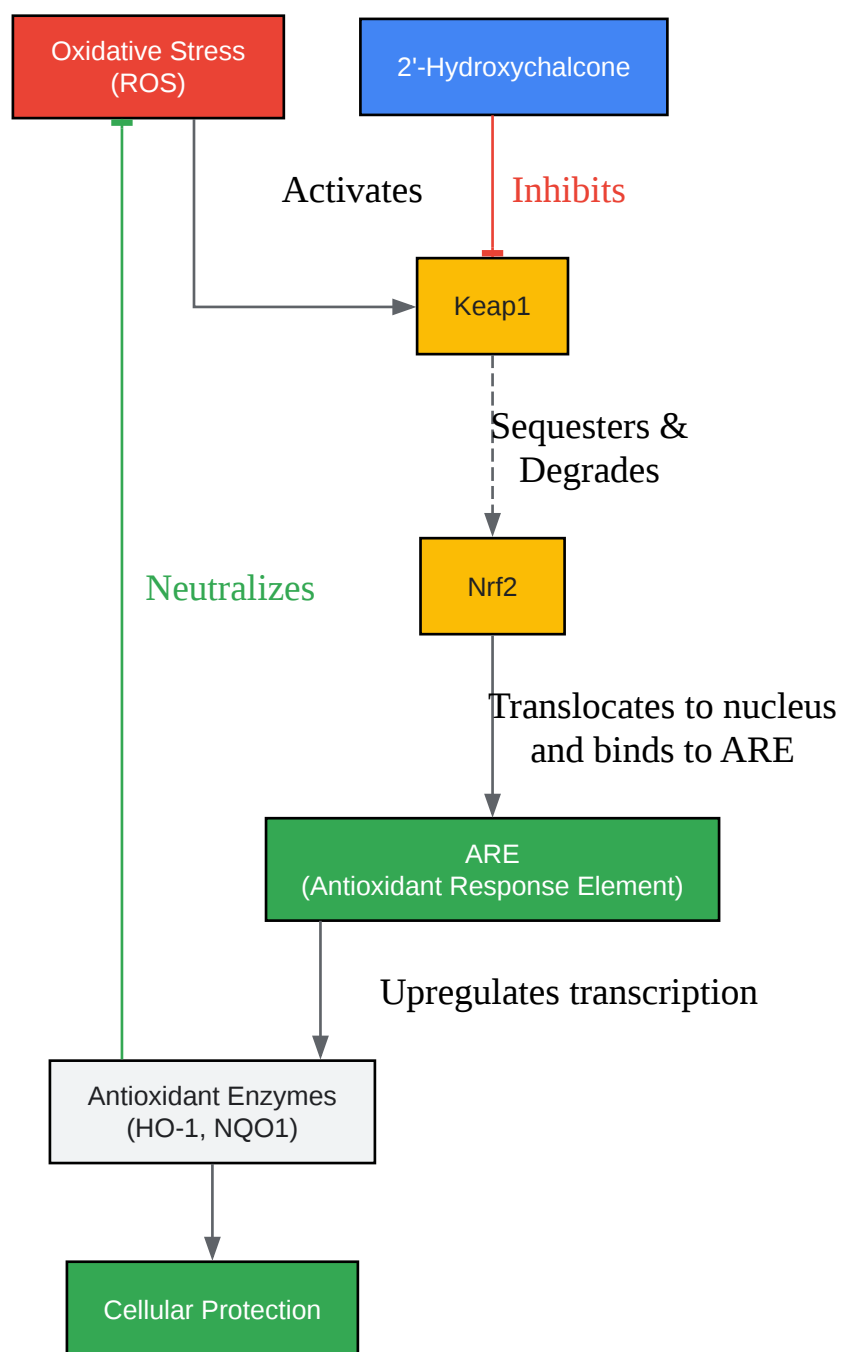 Oxidative Stress
(ROS)
2'-Hydroxychalcone
Activates
Inhibits
Keap1
Sequesters &
Degrades
Nrf2
Neutralizes
Translocates to nucleus
and binds to ARE
ARE
(Antioxidant Response Element)
Upregulates transcription
Antioxidant Enzymes
(HO-1, NQO1)
Cellular Protection